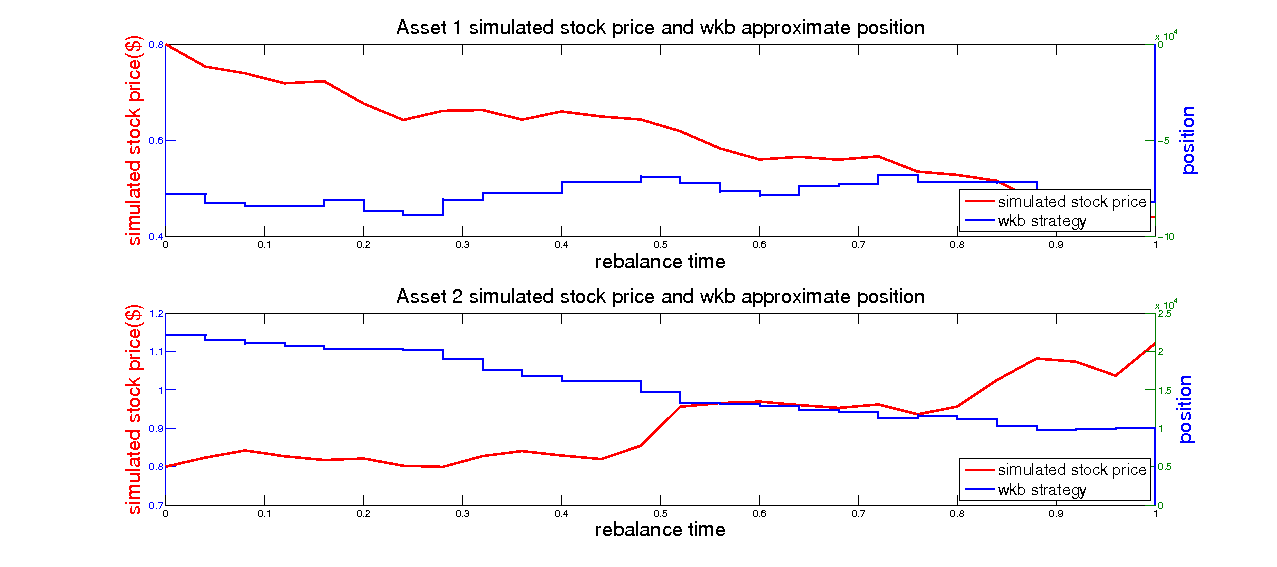 Asset 1 simulated stock price and wkb approximate position
x 10^4
simulated stock price($)
0.8
0.6
0.4
0
-5
-10
position
simulated stock price
wkb strategy
0 0.1 0.2 0.3 0.4 0.5 0.6 0.7 0.8 0.9 1
rebalance time
Asset 2 simulated stock price and wkb approximate position
x 10^4
simulated stock price($)
1.2
1.1
1
0.9
0.8
0.7
2.5
2
1.5
1
0.5
0
position
simulated stock price
wkb strategy
0 0.1 0.2 0.3 0.4 0.5 0.6 0.7 0.8 0.9 1
rebalance time